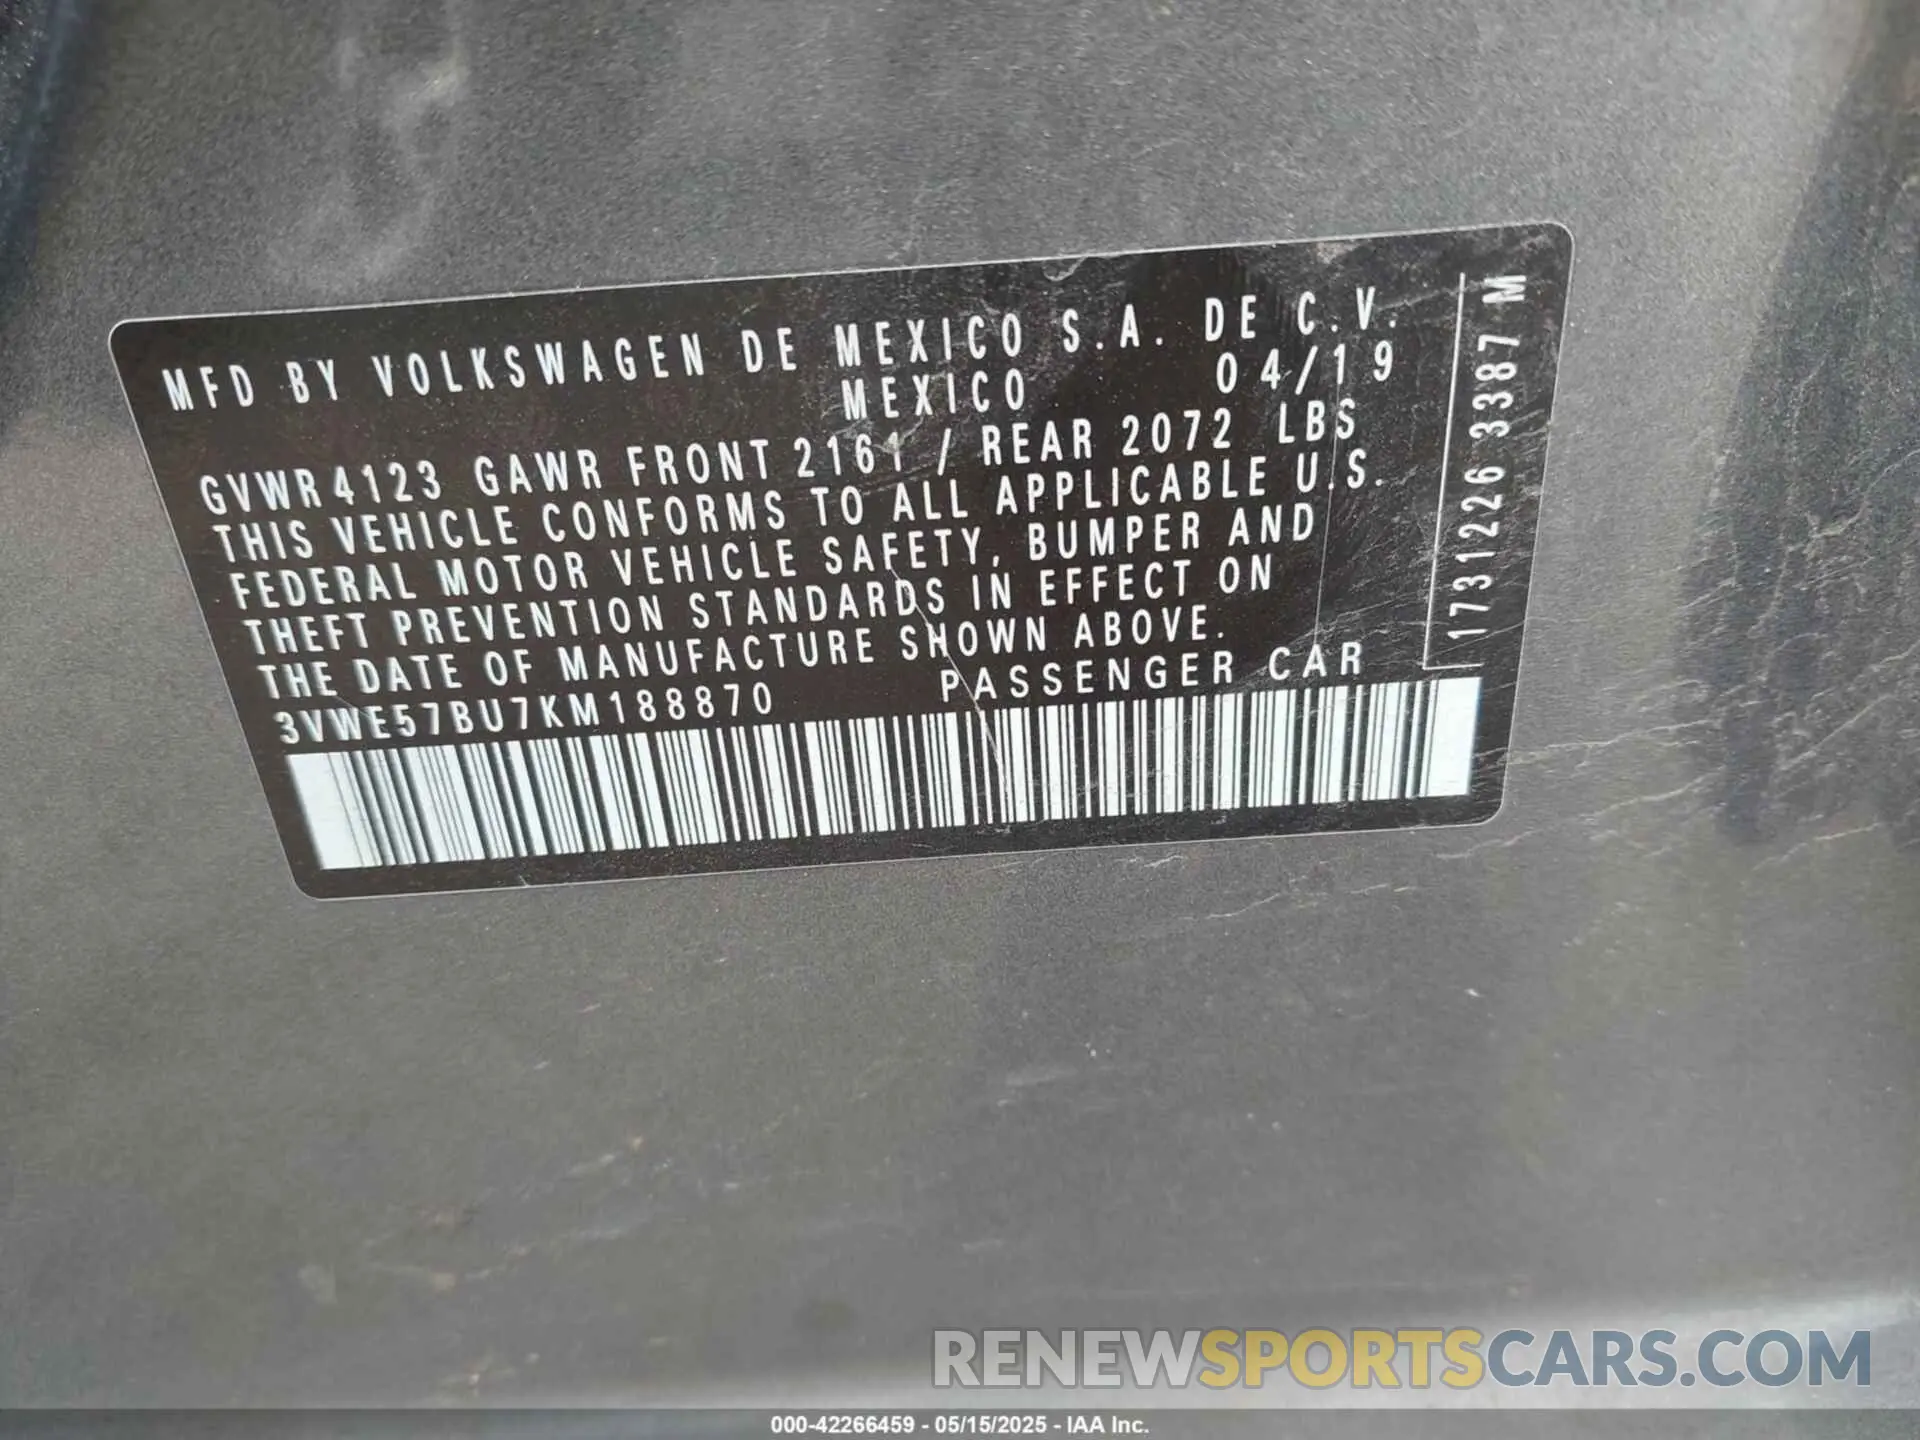 MFD BY VOLKSWAGEN DE MEXICO S.A. DE C.V.
MEXICO 04/19
GVWR 4123 GAWR FRONT 2161 / REAR 2072 LBS
THIS VEHICLE CONFORMS TO ALL APPLICABLE U.S.
FEDERAL MOTOR VEHICLE SAFETY, BUMPER AND
THEFT PREVENTION STANDARDS IN EFFECT ON
THE DATE OF MANUFACTURE SHOWN ABOVE.
3VWE57BU7KM188870 PASSENGER CAR
1731226 3387 M
RENEWSPORTSCARS.COM
000-42266459 - 05/15/2025 - IAA Inc.